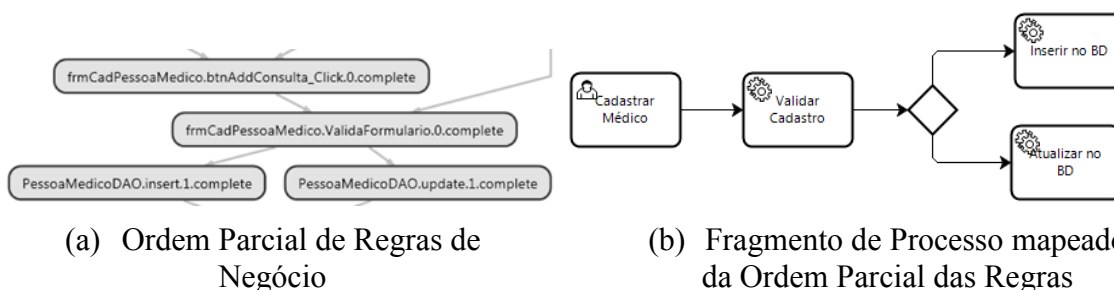 frmCadPessoaMedico.btnAddConsulta_Click.0.complete
frmCadPessoaMedico.ValidaFormulario.0.complete
PessoaMedicoDAO.insert.1.complete
PessoaMedicoDAO.update.1.complete
Cadastrar
Médico
Validar
Cadastro
Inserir no BD
Atualizar no
BD
(a) Ordem Parcial de Regras de
Negócio
(b) Fragmento de Processo mapeado
da Ordem Parcial das Regras